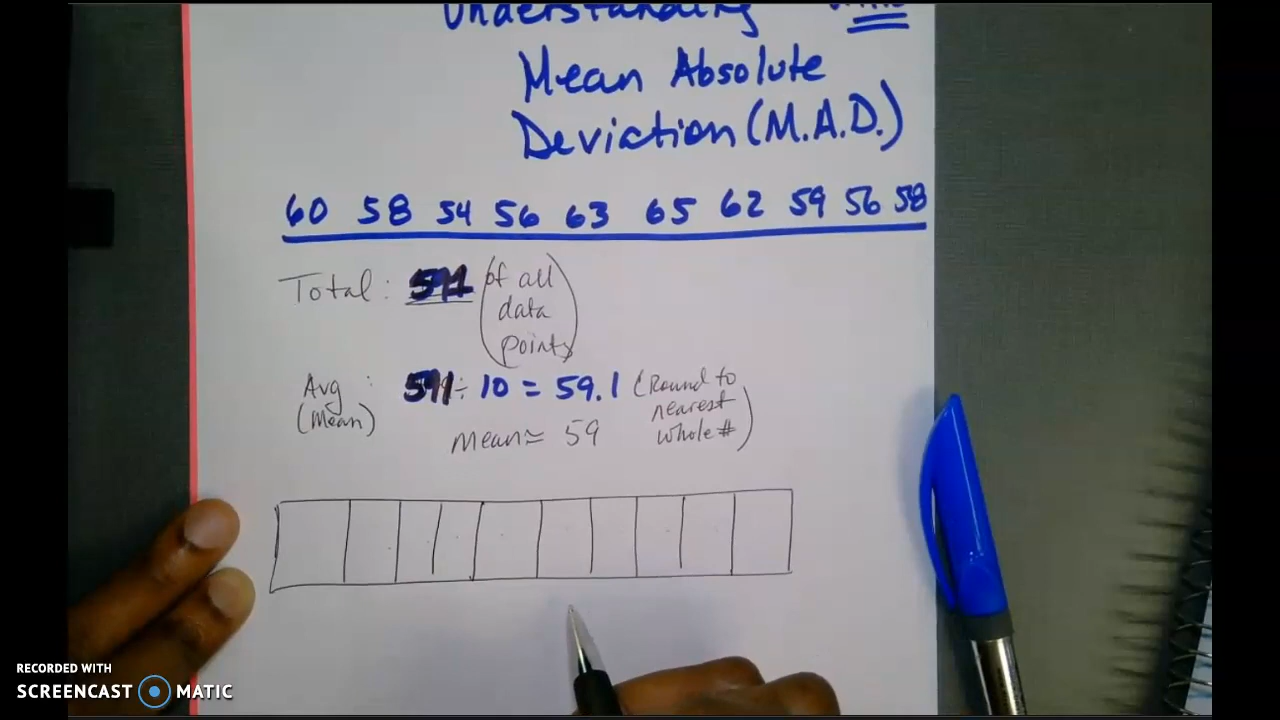 Understanding
Mean Absolute
Deviation (M.A.D.)
60 58 54 56 63 65 62 59 56 58
Total: 591 (of all
data
points)
Avg : 591 ÷ 10 = 59.1 (Round to
(Mean) nearest
mean ≃ 59 whole #)
RECORDED WITH
SCREENCAST MATIC